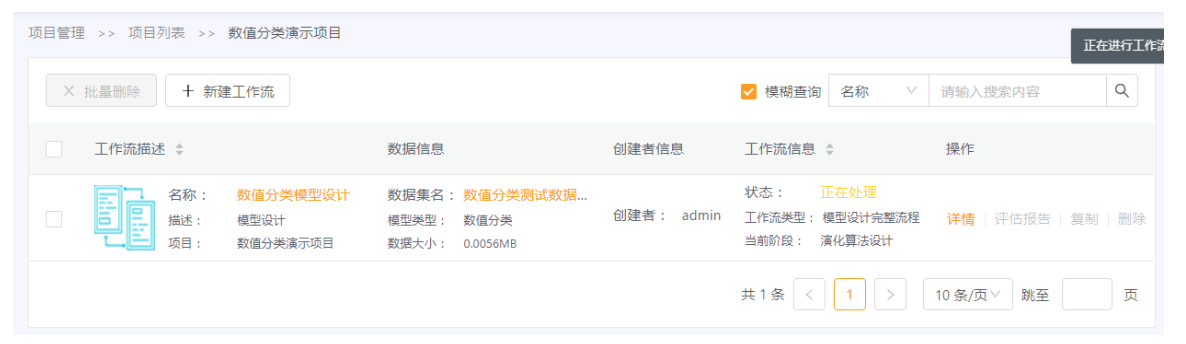 项目管理 >> 项目列表 >> 数值分类演示项目
正在进行工作流
批量删除 新建工作流 模糊查询 名称 请输入搜索内容
工作流描述 数据信息 创建者信息 工作流信息 操作
名称： 数值分类模型设计 数据集名： 数值分类测试数据... 状态： 正在处理
描述： 模型设计 模型类型： 数值分类 创建者： admin 工作流类型： 模型设计完整流程 详情 评估报告 复制 删除
项目： 数值分类演示项目 数据大小： 0.0056MB 当前阶段： 演化算法设计
共 1 条 < 1 > 10 条/页 跳至 页